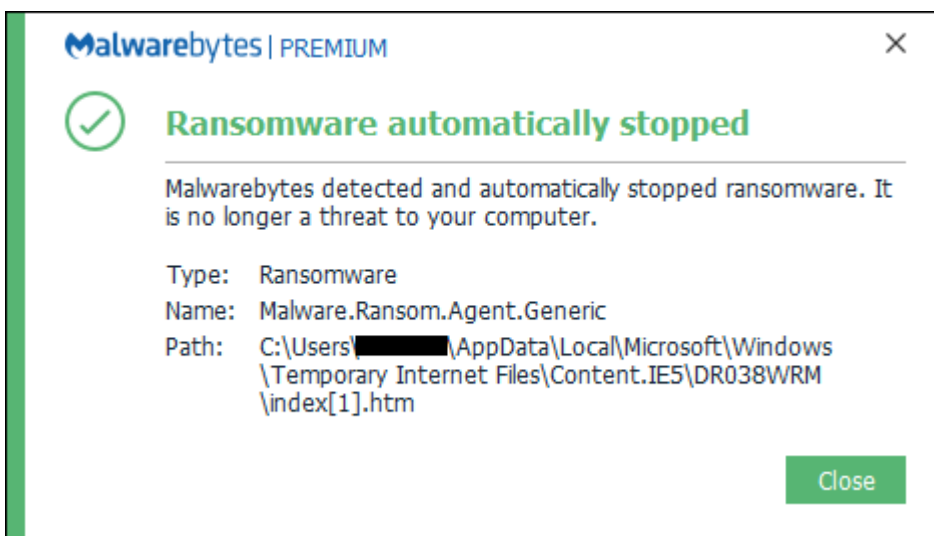 Malwarebytes | PREMIUM
Ransomware automatically stopped
Malwarebytes detected and automatically stopped ransomware. It
is no longer a threat to your computer.
Type: Ransomware
Name: Malware.Ransom.Agent.Generic
Path: C:\Users\ \AppData\Local\Microsoft\Windows
\Temporary Internet Files\Content.IE5\DR038WRM
\index[1].htm
Close